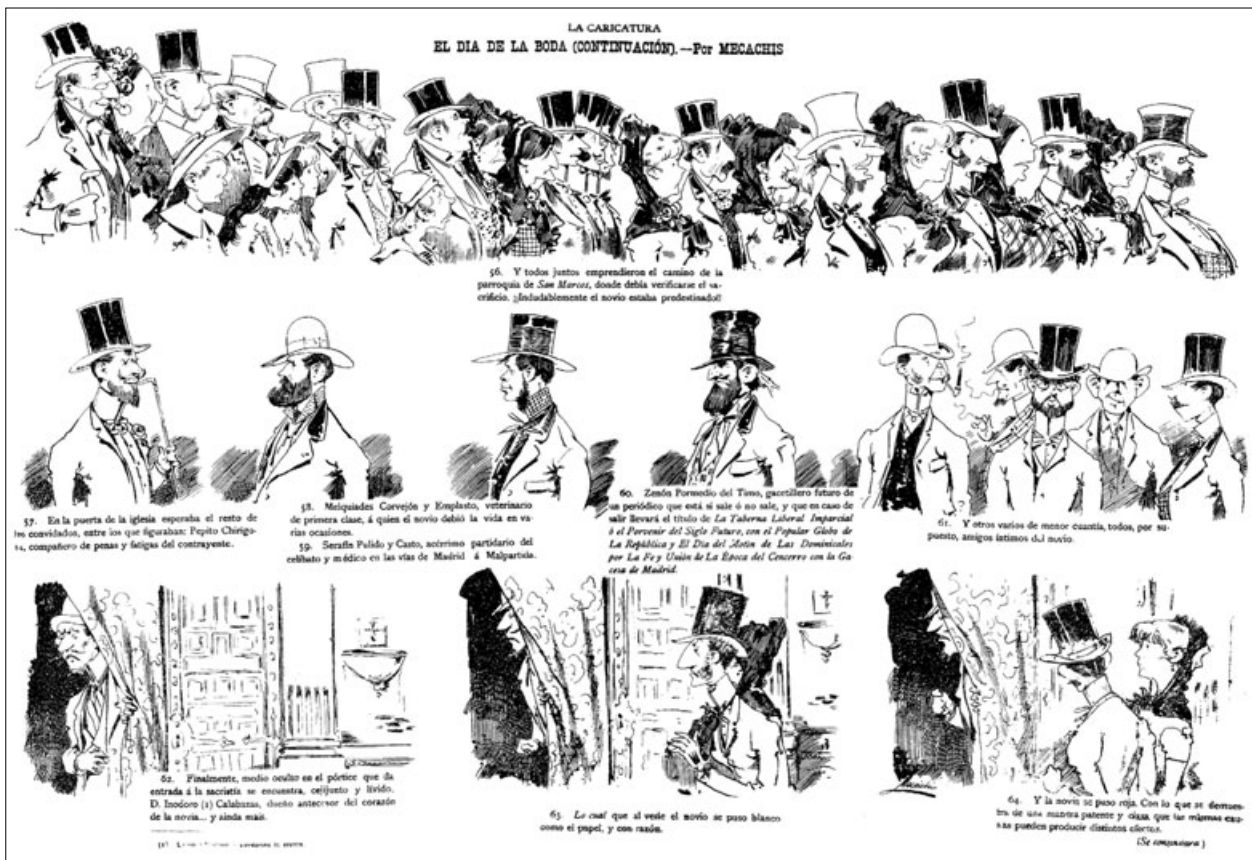 LA CARICATURA
EL DIA DE LA BODA (CONTINUACIÓN).—Por MECACHIS
56. Y todos juntos emprendieron el camino de la
parroquia de San Marcos, donde debía verificarse el sa-
crificio. ¡Indudablemente el novio estaba predestinado!!
57. En la puerta de la iglesia esperaba el resto de
los convidados, entre los que figuraban: Pepito Chirigo-
ta, compañero de penas y fatigas del contrayente.
58. Melquiades Corvejón y Emplasto, veterinario
de primera clase, á quien el novio debió la vida en va-
rias ocasiones.
59. Serafín Pulido y Casto, acérrimo partidario del
celibato y médico en las vías de Madrid á Malpartida.
60. Zenón Pormedio del Timo, gacetillero futuro de
un periódico que está si sale ó no sale, y que en caso de
salir llevará el título de La Taberna Liberal Imparcial
ó el Porvenir del Siglo Futuro, con el Popular Globo de
La República y El Día del Motin de Las Dominicales
por La Fe y Unión de La Época del Cencerro con la Ga-
ceta de Madrid.
61. Y otros varios de menor cuantía, todos, por su-
puesto, amigos íntimos del novio.
62. Finalmente, medio oculto en el pórtico que da
entrada á la sacristía se encuentra, cejijunto y lívido,
D. Inodoro (1) Calabazas, dueño antecesor del corazón
de la novia... y ainda mais.
63. Lo cual que al verle el novio se puso blanco
como el papel, y con razón.
64. Y la novia se puso roja. Con lo que se demues-
tra de una manera patente y clara que las mismas cau-
sas pueden producir distintos efectos.
(Se continuará)